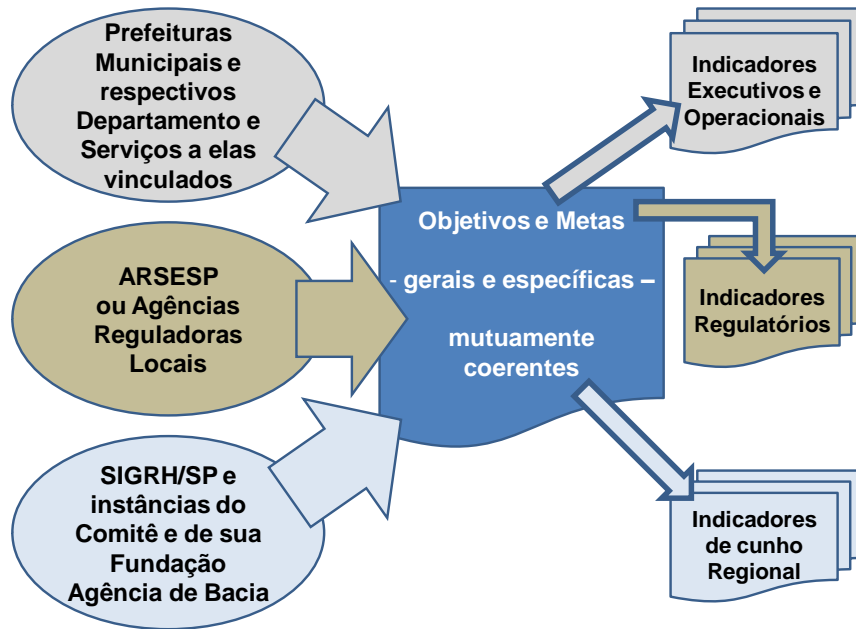 Prefeituras
Municipais e
respectivos
Departamento e
Serviços a elas
vinculados
ARSESP
ou Agências
Reguladoras
Locais
SIGRH/SP e
instâncias do
Comitê e de sua
Fundação
Agência de Bacia
Objetivos e Metas
- gerais e específicas –
mutuamente
coerentes
Indicadores
Executivos e
Operacionais
Indicadores
Regulatórios
Indicadores
de cunho
Regional